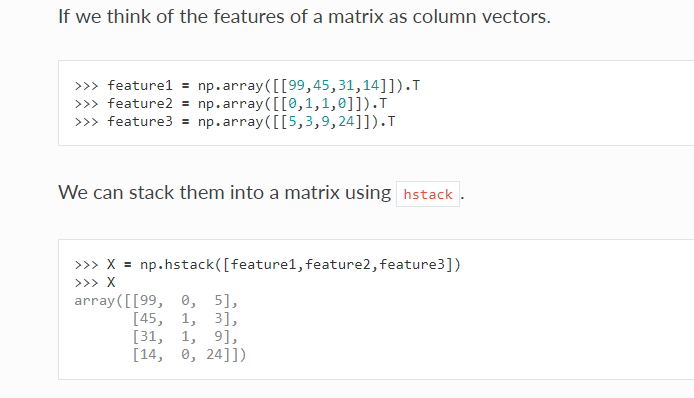 If we think of the features of a matrix as column vectors.
>>> feature1 = np.array([[99,45,31,14]]).T
>>> feature2 = np.array([[0,1,1,0]]).T
>>> feature3 = np.array([[5,3,9,24]]).T
We can stack them into a matrix using hstack.
>>> X = np.hstack([feature1,feature2,feature3])
>>> X
array([[99,  0,  5],
       [45,  1,  3],
       [31,  1,  9],
       [14,  0, 24]])